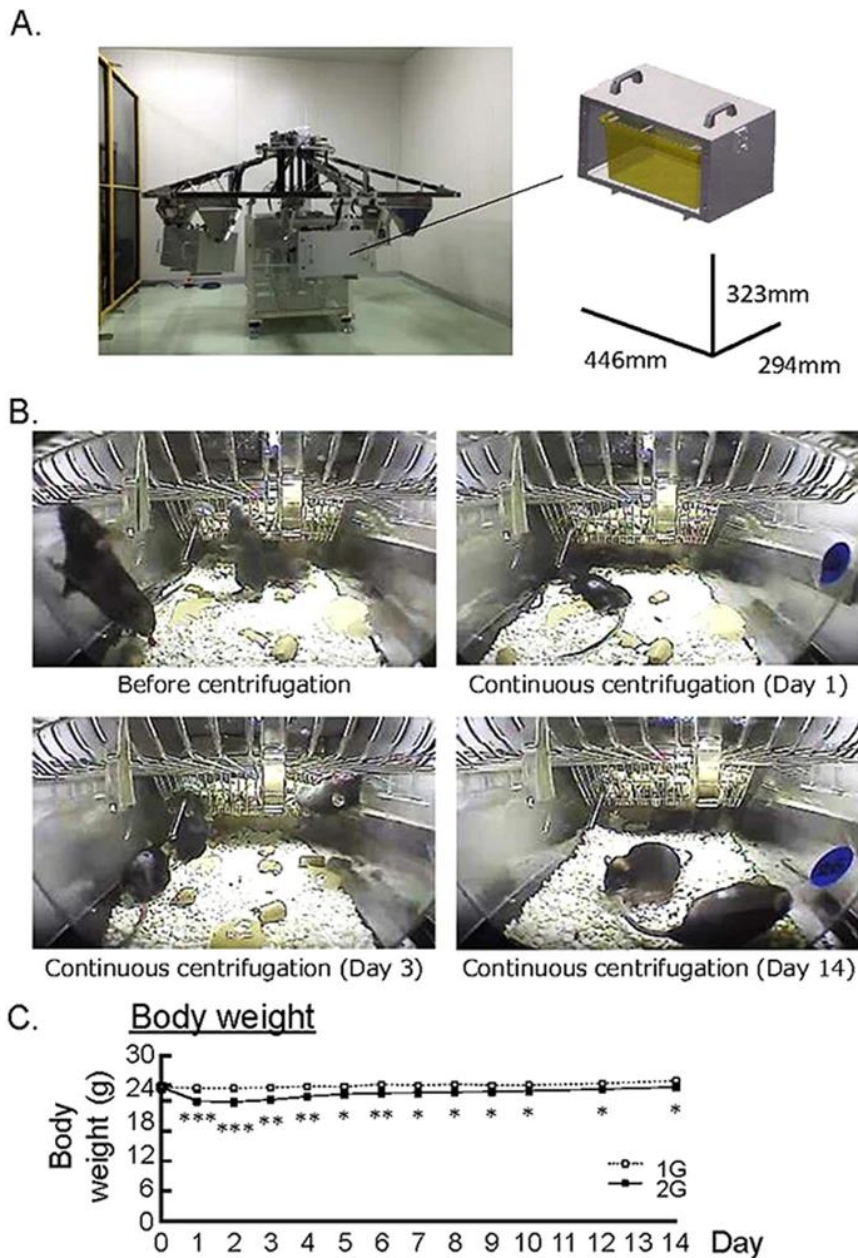 A.
323mm
446mm
294mm
B.
Before centrifugation
Continuous centrifugation (Day 1)
Continuous centrifugation (Day 3)
Continuous centrifugation (Day 14)
C.
Body weight
Body weight (g)
30
24
18
12
6
0
*** *** ** ** * ** * * * * * *
1G
2G
0 1 2 3 4 5 6 7 8 9 10 11 12 13 14 Day